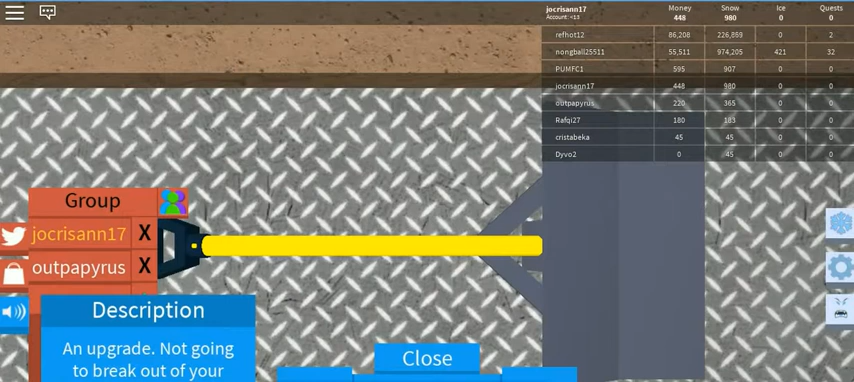 jocrisann17 Money Snow Ice Quests
Account: <13 448 980 0 0
refhot12 86,208 226,869 0 2
nongball25511 55,511 974,205 421 32
PUMFC1 595 907 0 0
jocrisann17 448 980 0 0
outpapyrus 220 365 0 0
Rafqi27 180 183 0 0
cristabeka 45 45 0 0
Dyvo2 0 45 0 0
Group
jocrisann17 X
outpapyrus X
Description
An upgrade. Not going
to break out of your
Close